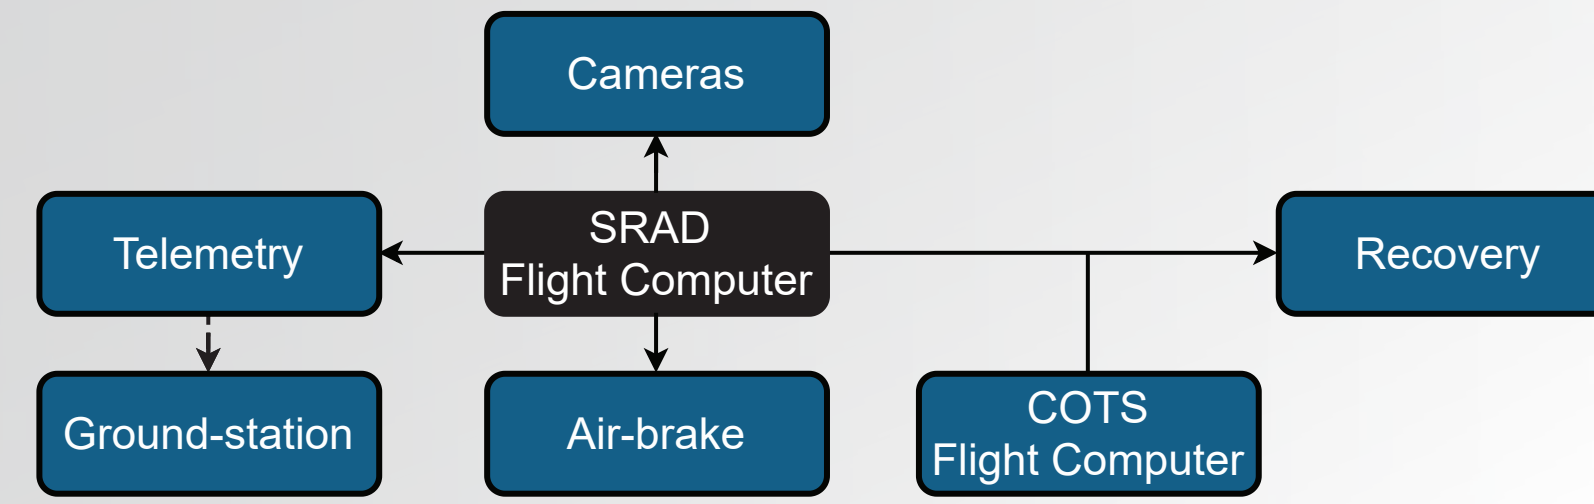 Cameras
Telemetry
SRAD
Flight Computer
Recovery
Ground-station
Air-brake
COTS
Flight Computer